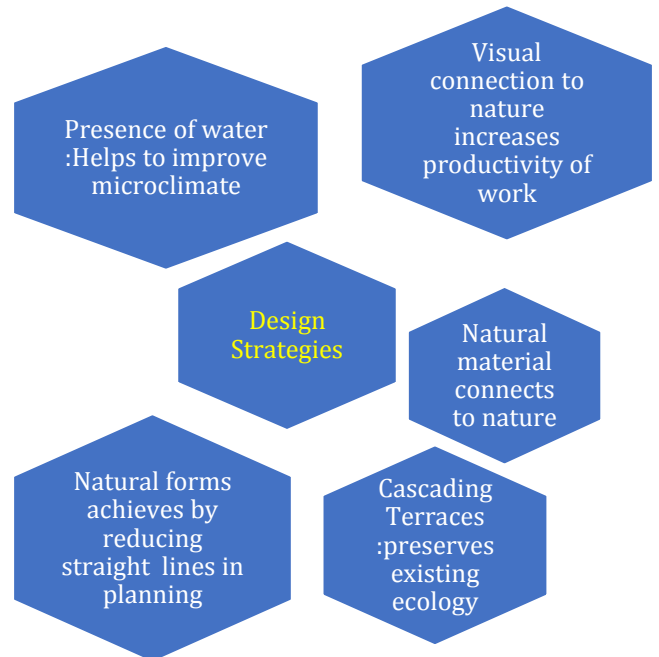 Presence of water
:Helps to improve
microclimate
Visual
connection to
nature
increases
productivity of
work
Design
Strategies
Natural
material
connects
to nature
Natural forms
achieves by
reducing
straight lines in
planning
Cascading
Terraces
:preserves
existing
ecology